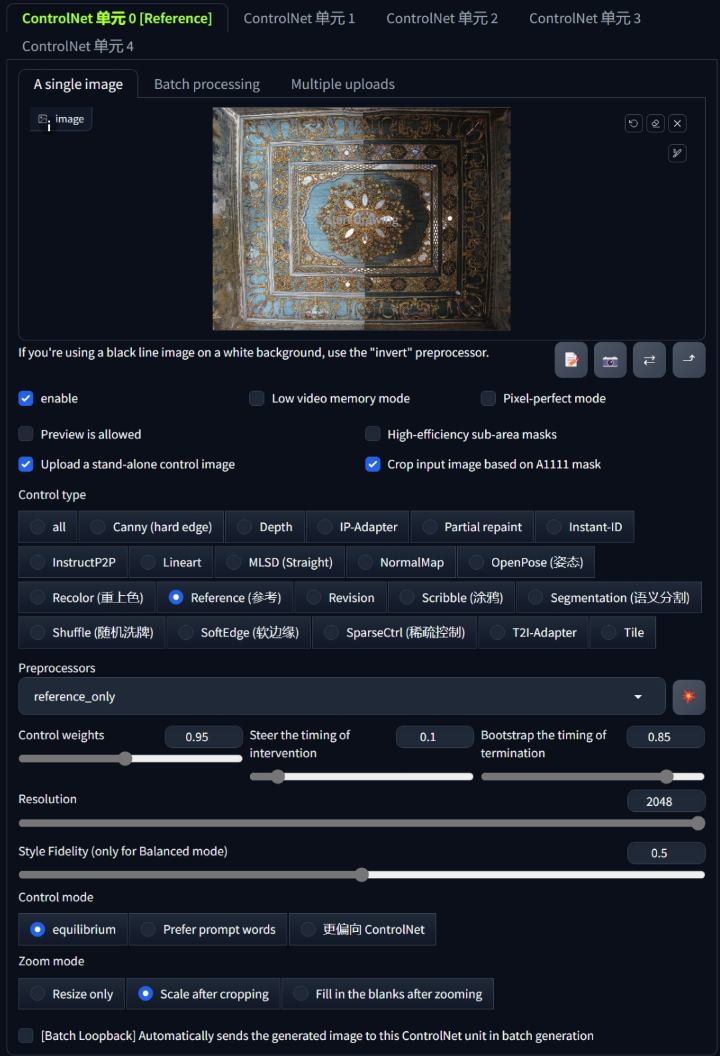 ControlNet 单元 0 [Reference]
ControlNet 单元 1
ControlNet 单元 2
ControlNet 单元 3
ControlNet 单元 4
A single image
Batch processing
Multiple uploads
image
If you're using a black line image on a white background, use the "invert" preprocessor.
enable
Low video memory mode
Pixel-perfect mode
Preview is allowed
High-efficiency sub-area masks
Upload a stand-alone control image
Crop input image based on A1111 mask
Control type
all
Canny (hard edge)
Depth
IP-Adapter
Partial repaint
Instant-ID
InstructP2P
Lineart
MLSD (Straight)
NormalMap
OpenPose (姿态)
Recolor (重上色)
Reference (参考)
Revision
Scribble (涂鸦)
Segmentation (语义分割)
Shuffle (随机洗牌)
SoftEdge (软边缘)
SparseCtrl (稀疏控制)
T2I-Adapter
Tile
Preprocessors
reference_only
Control weights
0.95
Steer the timing of
intervention
0.1
Bootstrap the timing of
termination
0.85
Resolution
2048
Style Fidelity (only for Balanced mode)
0.5
Control mode
equilibrium
Prefer prompt words
更偏向 ControlNet
Zoom mode
Resize only
Scale after cropping
Fill in the blanks after zooming
[Batch Loopback] Automatically sends the generated image to this ControlNet unit in batch generation